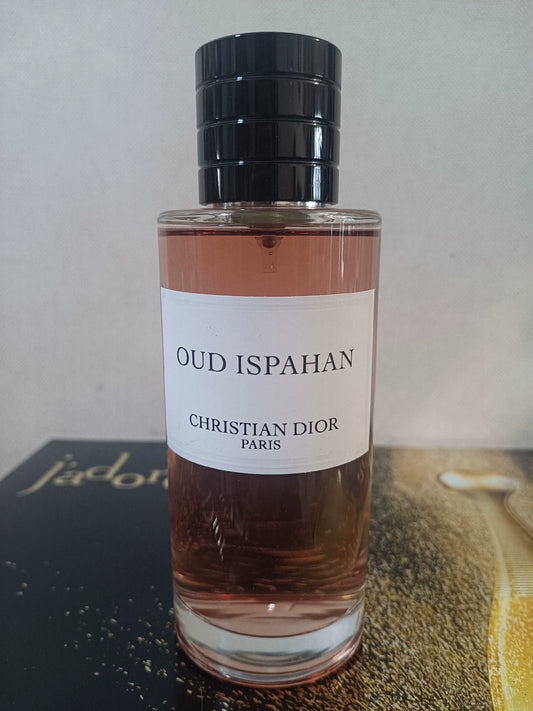 OUD ISPAHAN
CHRISTIAN DIOR
PARIS
j'ador